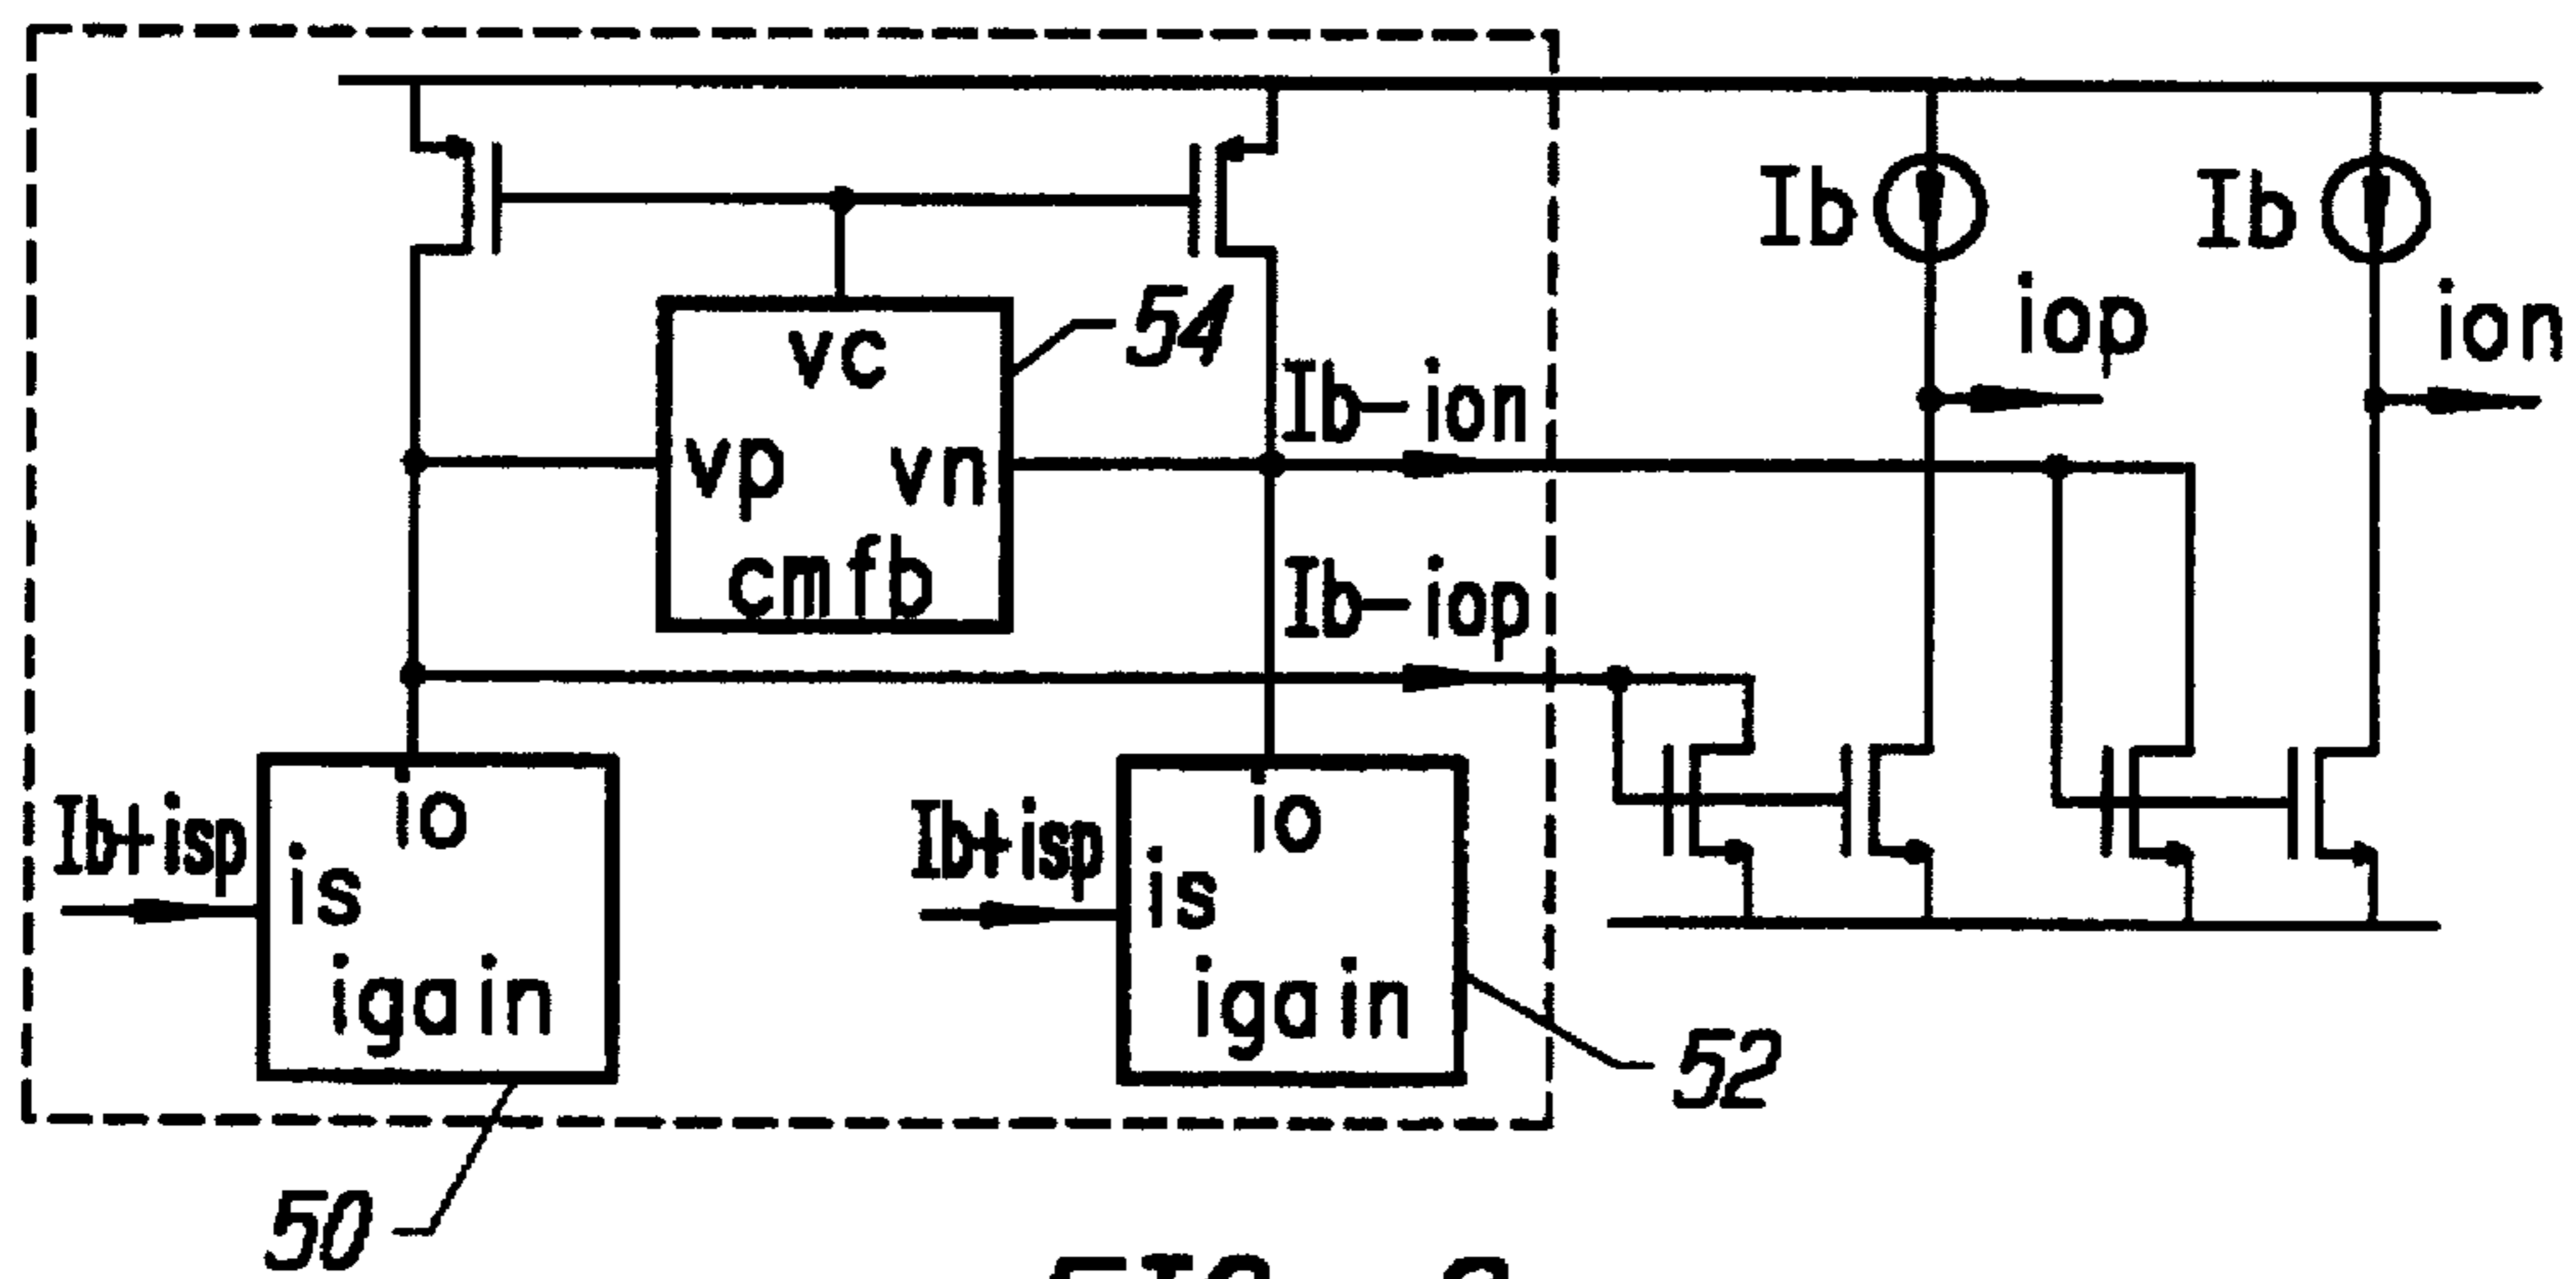 Ib
Ib
iop
ion
vc
54
Ib-ion
vp
vn
cmfb
Ib-iop
Ib+isp
io
is
igain
Ib+isp
io
is
igain
52
50